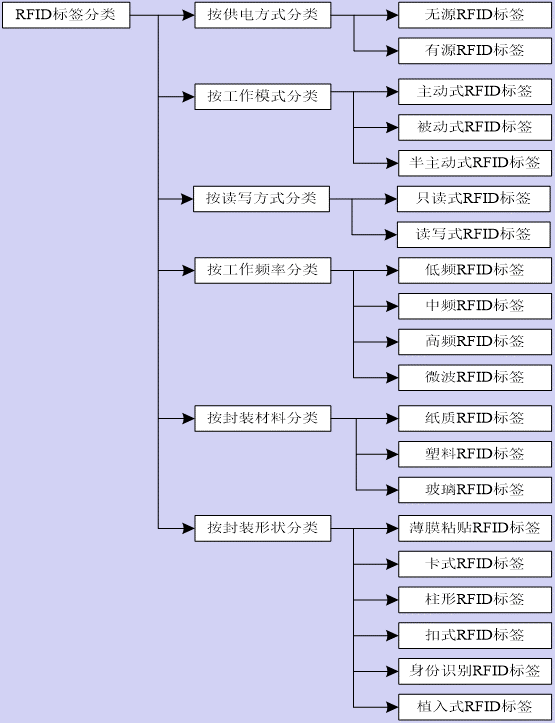 RFID标签分类
按供电方式分类
无源RFID标签
有源RFID标签
按工作模式分类
主动式RFID标签
被动式RFID标签
半主动式RFID标签
按读写方式分类
只读式RFID标签
读写式RFID标签
按工作频率分类
低频RFID标签
中频RFID标签
高频RFID标签
微波RFID标签
按封装材料分类
纸质RFID标签
塑料RFID标签
玻璃RFID标签
按封装形状分类
薄膜粘贴RFID标签
卡式RFID标签
柱形RFID标签
扣式RFID标签
身份识别RFID标签
植入式RFID标签